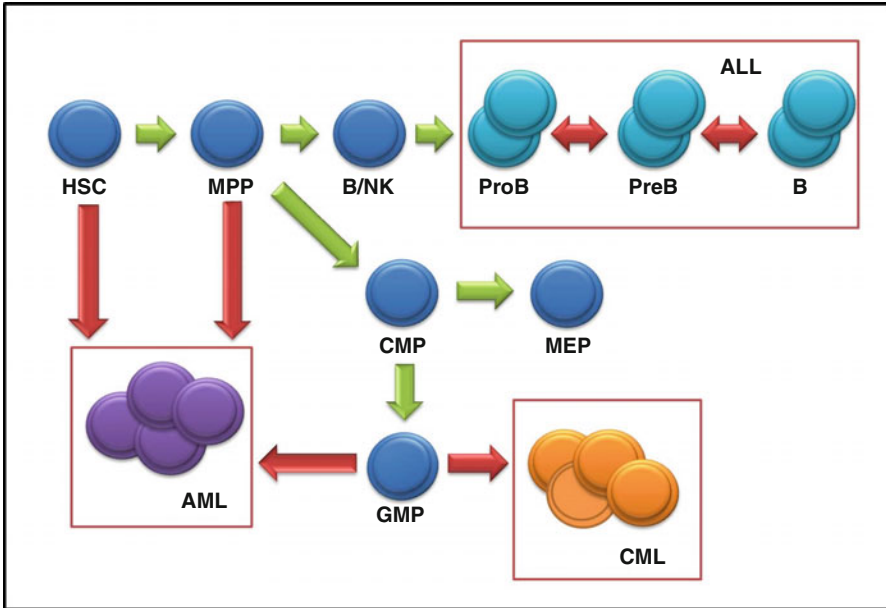 ALL
HSC
MPP
B/NK
ProB
PreB
B
CMP
MEP
AML
GMP
CML